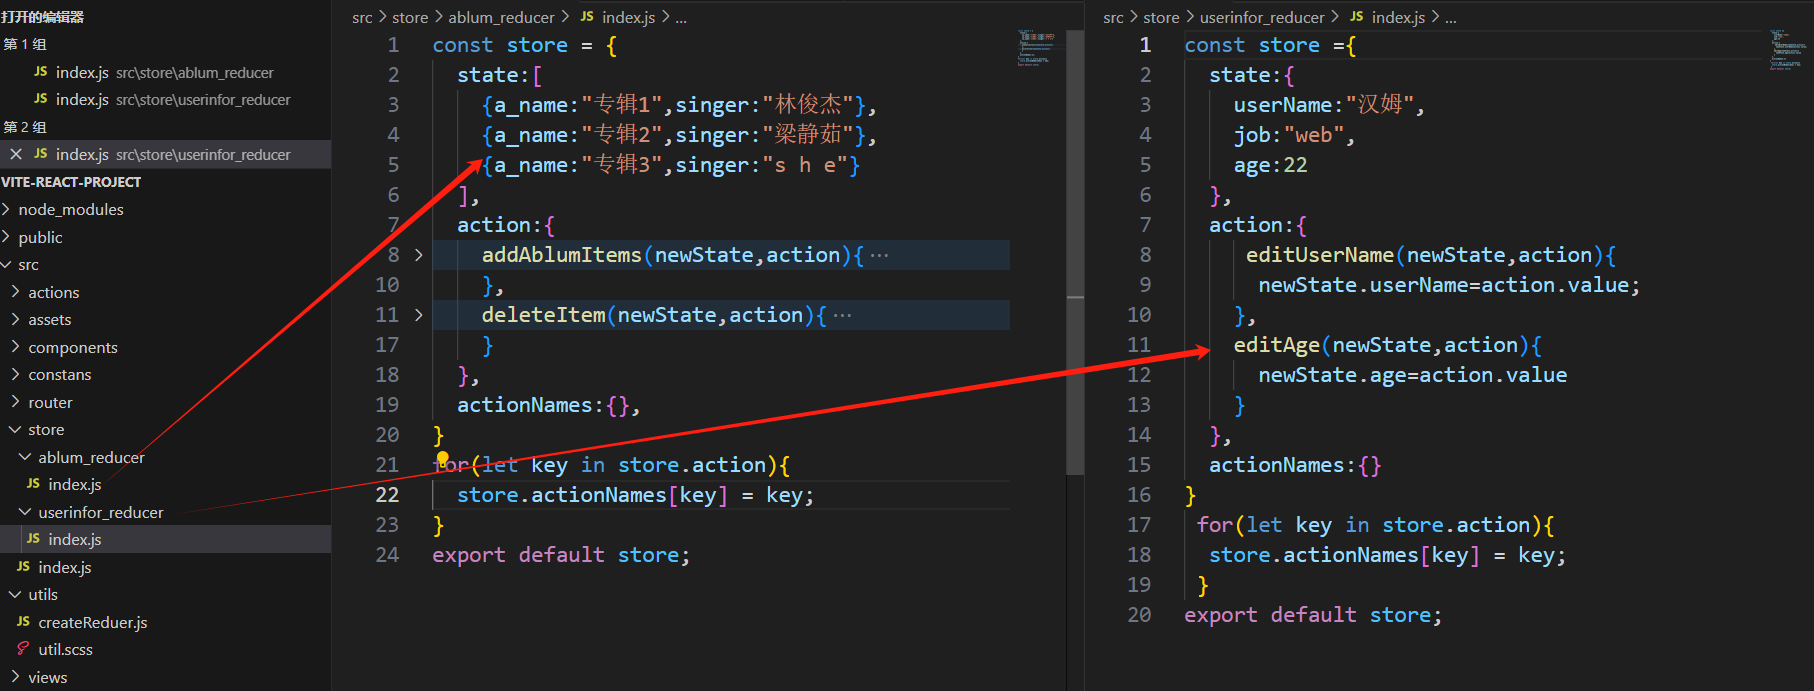 打开的编辑器
第 1 组
JS index.js src\store\ablum_reducer
JS index.js src\store\userinfor_reducer
第 2 组
JS index.js src\store\userinfor_reducer
VITE-REACT-PROJECT
node_modules
public
src
actions
assets
components
constans
router
store
ablum_reducer
JS index.js
userinfor_reducer
JS index.js
JS index.js
utils
JS createReduer.js
util.scss
views
src > store > ablum_reducer > JS index.js > ...
1 const store = {
2 state:[
3 {a_name:"专辑1",singer:"林俊杰"},
4 {a_name:"专辑2",singer:"梁静茹"},
5 {a_name:"专辑3",singer:"s h e"}
6 ],
7 action:{
8 addAblumItems(newState,action){ ···
10 },
11 deleteItem(newState,action){ ···
17 }
18 },
19 actionNames:{},
20 }
21 for(let key in store.action){
22 store.actionNames[key] = key;
23 }
24 export default store;
src > store > userinfor_reducer > JS index.js > ...
1 const store ={
2 state:{
3 userName:"汉姆",
4 job:"web",
5 age:22
6 },
7 action:{
8 editUserName(newState,action){
9 newState.userName=action.value;
10 },
11 editAge(newState,action){
12 newState.age=action.value
13 }
14 },
15 actionNames:{}
16 }
17 for(let key in store.action){
18 store.actionNames[key] = key;
19 }
20 export default store;